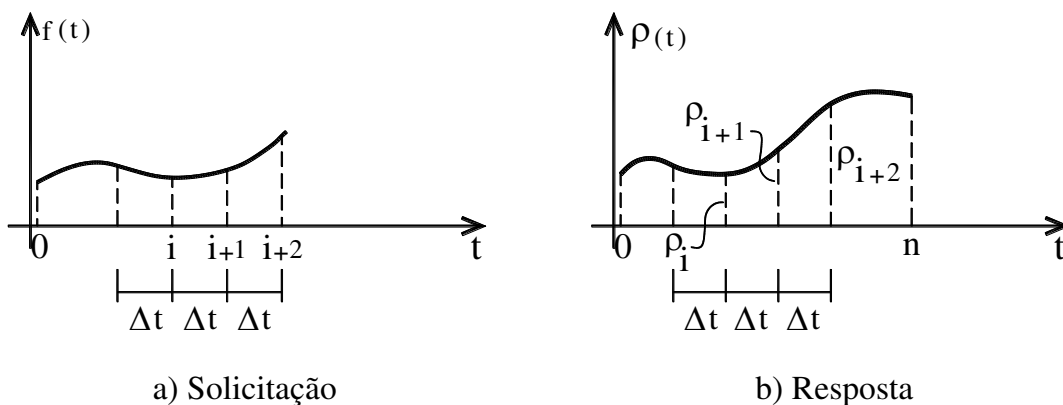 f(t)
0
i
i+1
i+2
t
Δt
Δt
Δt
a) Solicitação
ρ(t)
ρi+1
ρi+2
ρi
0
n
t
Δt
Δt
Δt
b) Resposta